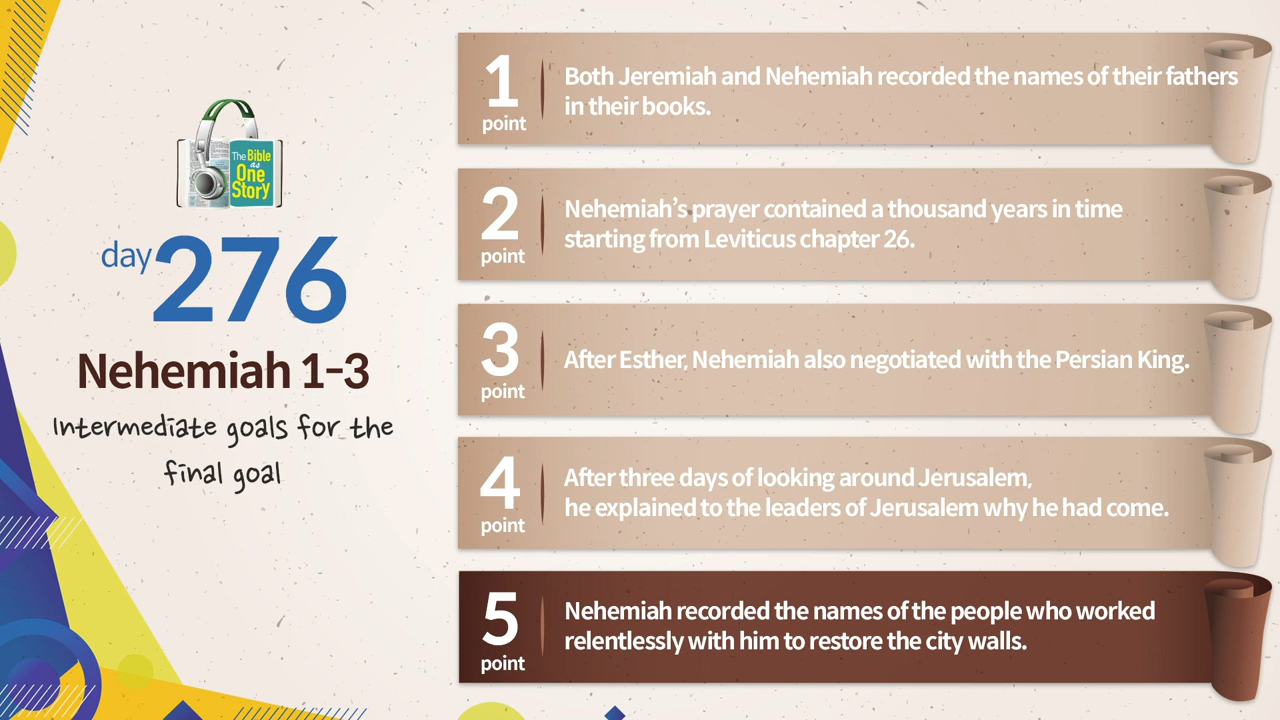 The Bible
as
One
Story
day276
Nehemiah 1-3
Intermediate goals for the
final goal
1
point
Both Jeremiah and Nehemiah recorded the names of their fathers
in their books.
2
point
Nehemiah's prayer contained a thousand years in time
starting from Leviticus chapter 26.
3
point
After Esther, Nehemiah also negotiated with the Persian King.
4
point
After three days of looking around Jerusalem,
he explained to the leaders of Jerusalem why he had come.
5
point
Nehemiah recorded the names of the people who worked
relentlessly with him to restore the city walls.